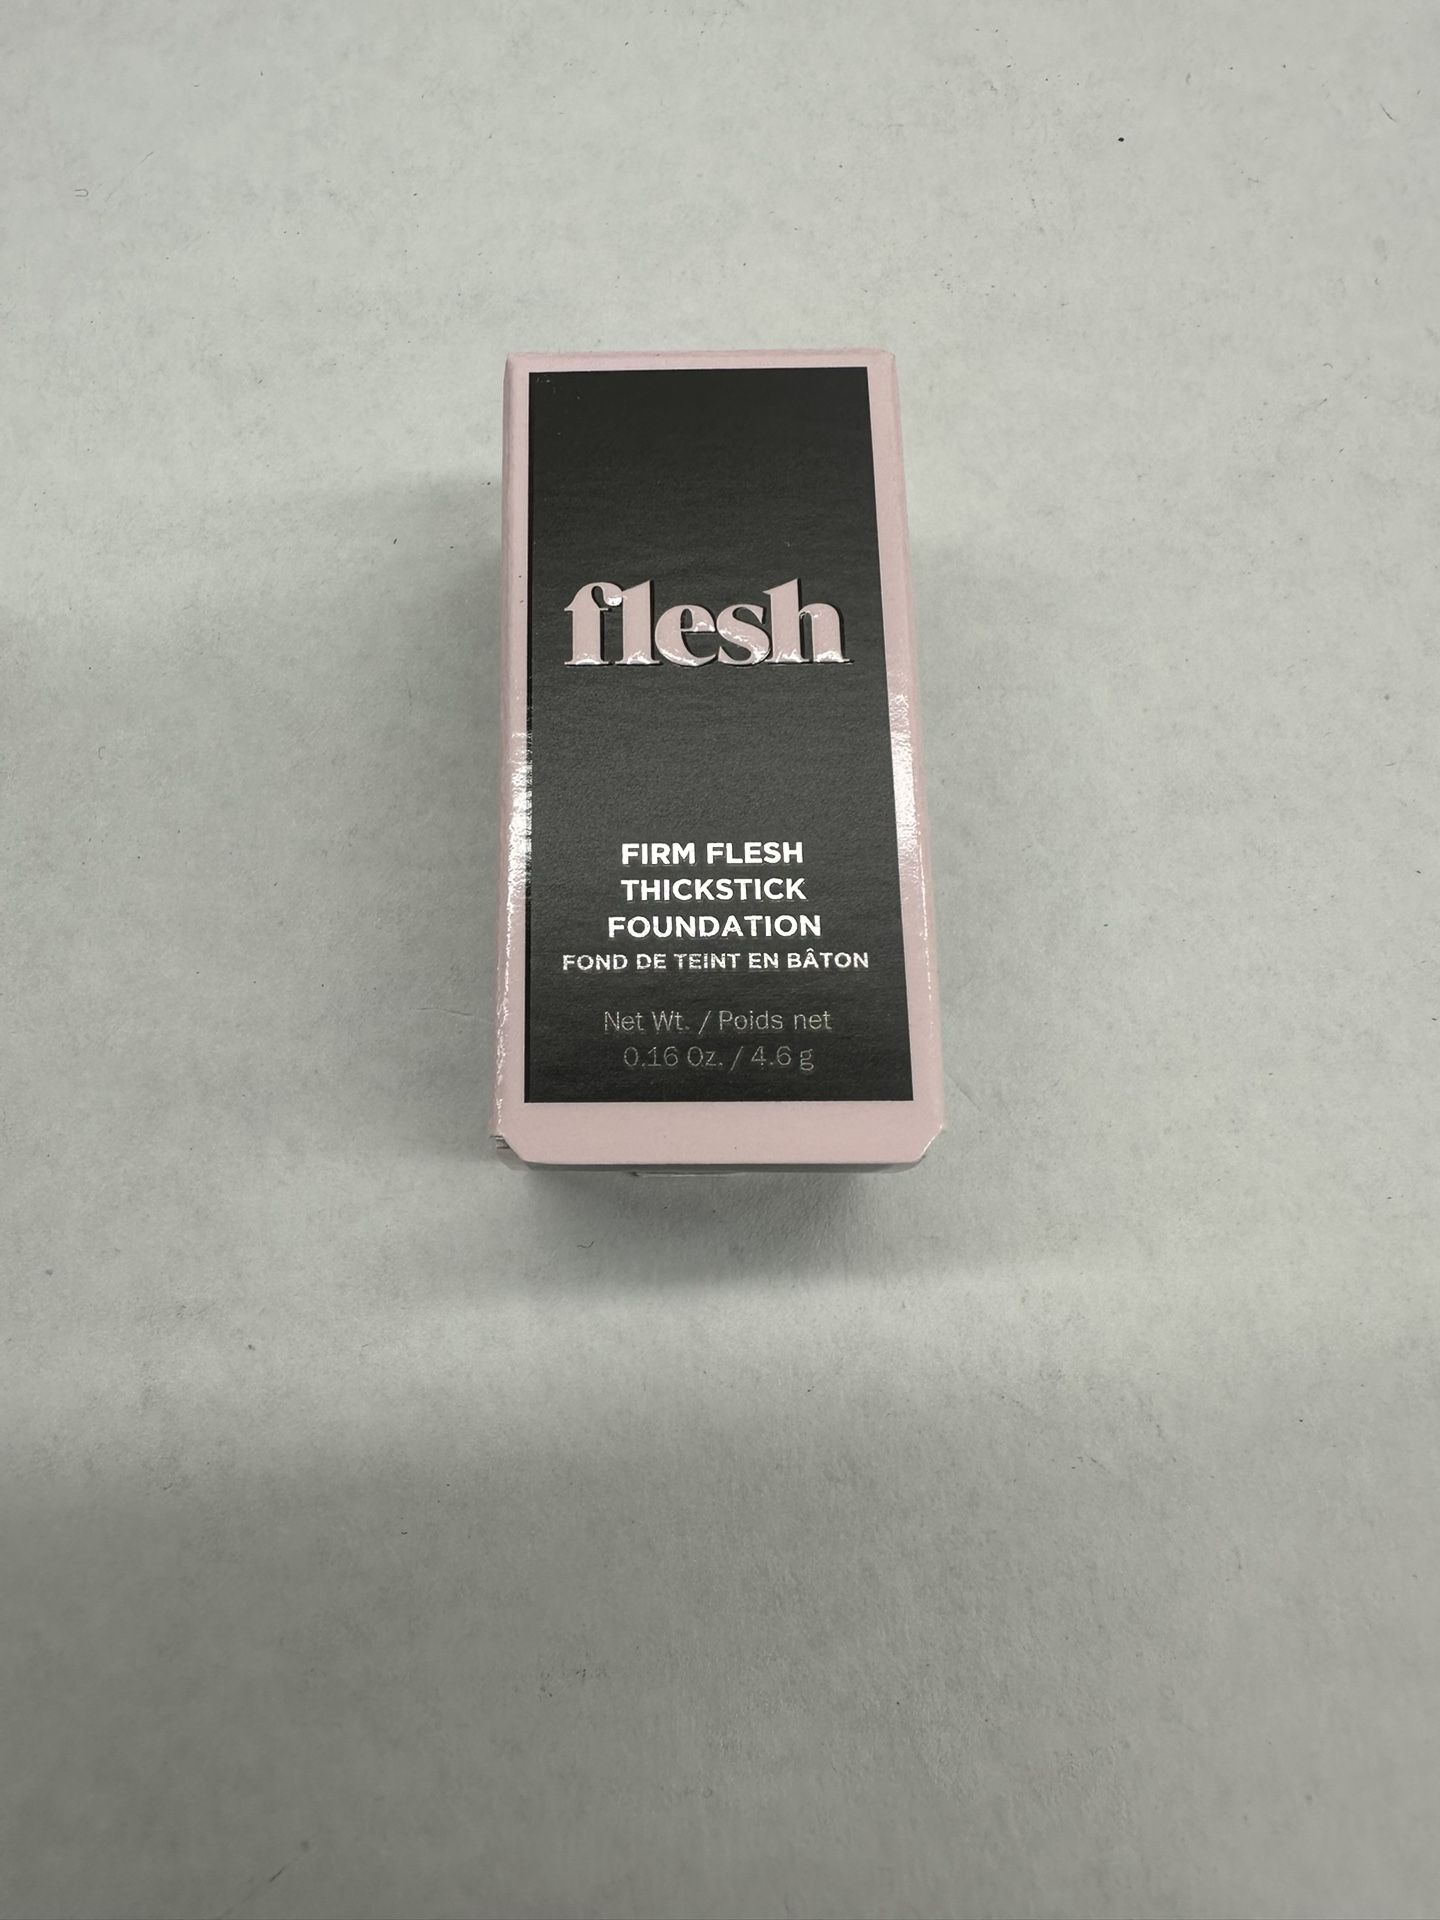 flesh
FIRM FLESH
THICKSTICK
FOUNDATION
FOND DE TEINT EN BÂTON
Net Wt. / Poids net
0.16 Oz. / 4.6 g